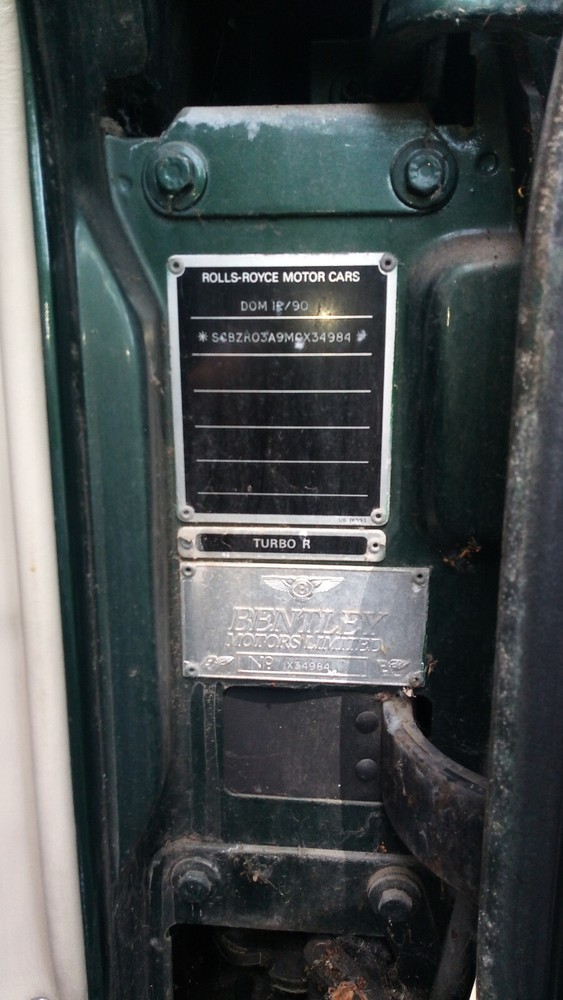 ROLLS-ROYCE MOTOR CARS
DOM 12/90
* SCBZR03A9MCX34984 *
TURBO R
B
BENTLEY
MOTORS LIMITED
Nº X34984